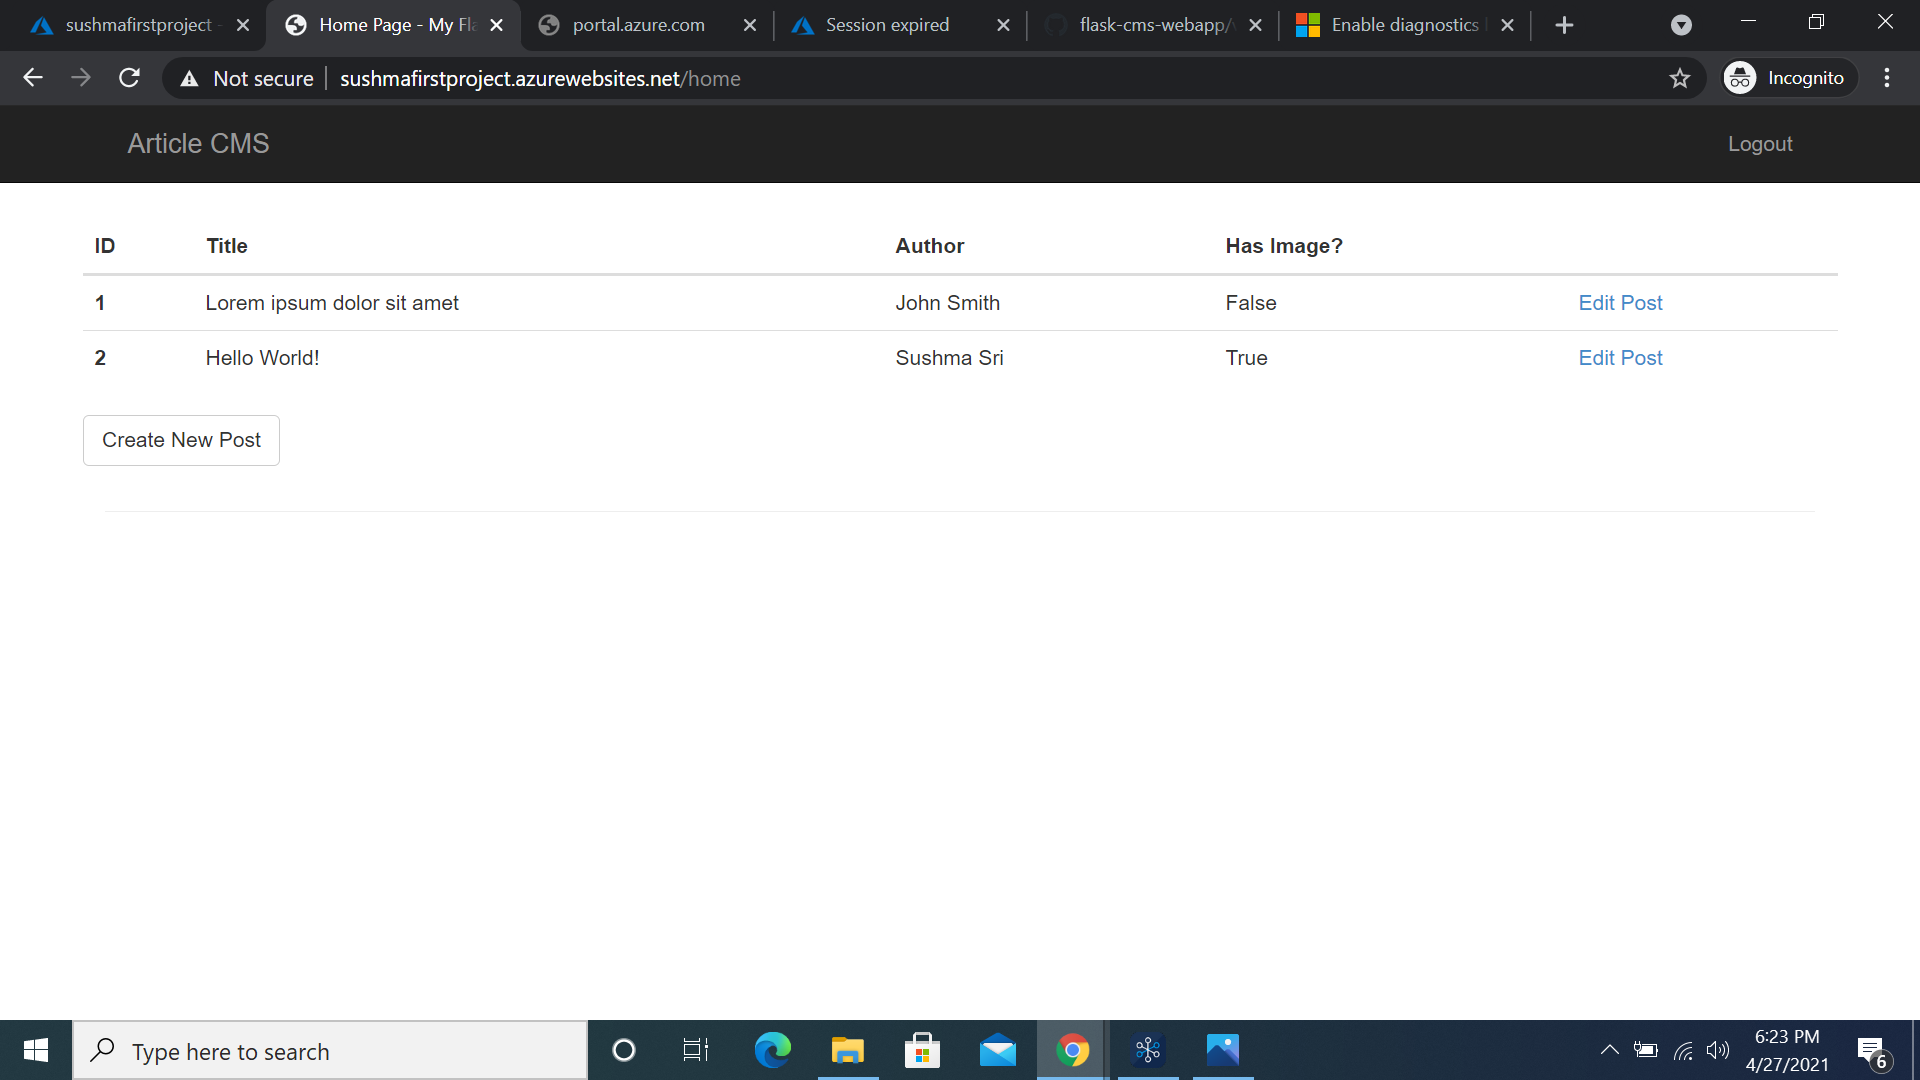 sushmafirstproject -
Home Page - My Fla
portal.azure.com
Session expired
flask-cms-webapp/
Enable diagnostics
Not secure
sushmafirstproject.azurewebsites.net/home
Incognito
Article CMS
Logout
ID Title Author Has Image?
1 Lorem ipsum dolor sit amet John Smith False Edit Post
2 Hello World! Sushma Sri True Edit Post
Create New Post
Type here to search
6:23 PM
4/27/2021
6